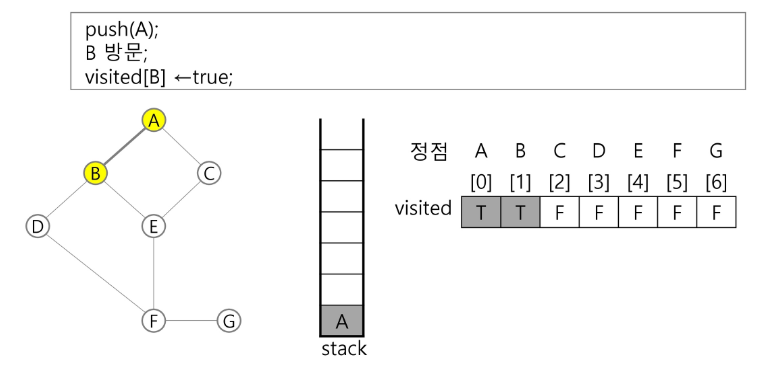 push(A);
B 방문;
visited[B] ←true;
A
B
C
D
E
F
G
A
stack
정점 A B C D E F G
[0] [1] [2] [3] [4] [5] [6]
visited T T F F F F F